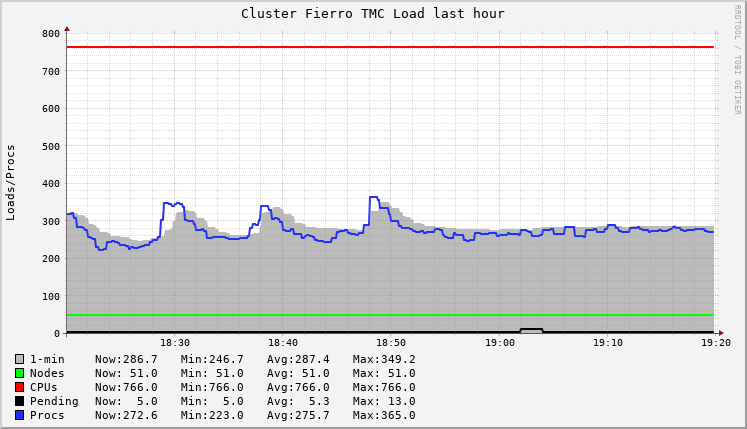 Cluster Fierro TMC Load last hour
RRDTOOL / TOBI OETIKER
Loads/Procs
800
700
600
500
400
300
200
100
0
18:30 18:40 18:50 19:00 19:10 19:20
1-min Now:286.7 Min:246.7 Avg:287.4 Max:349.2
Nodes Now: 51.0 Min: 51.0 Avg: 51.0 Max: 51.0
CPUs Now:766.0 Min:766.0 Avg:766.0 Max:766.0
Pending Now: 5.0 Min: 5.0 Avg: 5.3 Max: 13.0
Procs Now:272.6 Min:223.0 Avg:275.7 Max:365.0